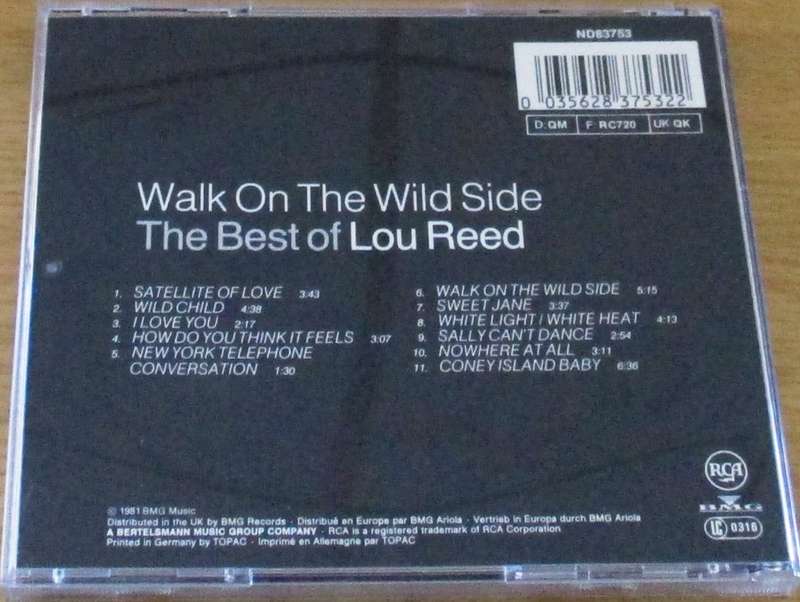 ND83753
0 035628 375322
D: QM F: RC720 UK QK
Walk On The Wild Side
The Best of Lou Reed
1. SATELLITE OF LOVE 3:43
2. WILD CHILD 4:38
3. I LOVE YOU 2:17
4. HOW DO YOU THINK IT FEELS 3:07
5. NEW YORK TELEPHONE
CONVERSATION 1:30
6. WALK ON THE WILD SIDE 5:15
7. SWEET JANE 3:37
8. WHITE LIGHT / WHITE HEAT 4:13
9. SALLY CAN'T DANCE 2:54
10. NOWHERE AT ALL 3:11
11. CONEY ISLAND BABY 6:36
RCA
BMG
LC 0316
℗ 1981 BMG Music
Distributed in the UK by BMG Records · Distribué en Europe par BMG Ariola · Vertrieb in Europa durch BMG Ariola
A BERTELSMANN MUSIC GROUP COMPANY · RCA is a registered trademark of RCA Corporation
Printed in Germany by TOPAC · Imprimé en Allemagne par TOPAC